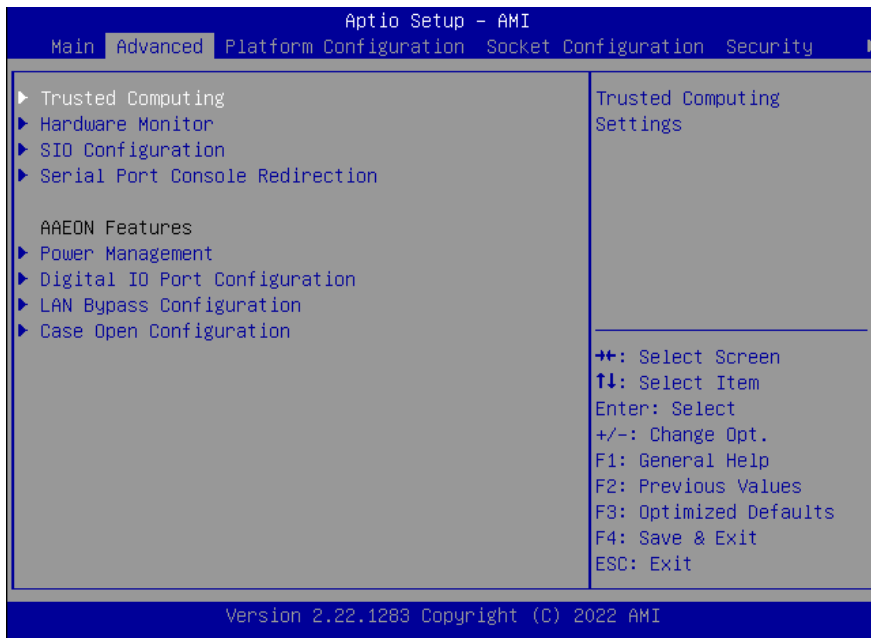 Aptio Setup – AMI
Main Advanced Platform Configuration Socket Configuration Security
Trusted Computing
Hardware Monitor
SIO Configuration
Serial Port Console Redirection
AAEON Features
Power Management
Digital IO Port Configuration
LAN Bypass Configuration
Case Open Configuration
Trusted Computing
Settings
→←: Select Screen
↑↓: Select Item
Enter: Select
+/-: Change Opt.
F1: General Help
F2: Previous Values
F3: Optimized Defaults
F4: Save & Exit
ESC: Exit
Version 2.22.1283 Copyright (C) 2022 AMI